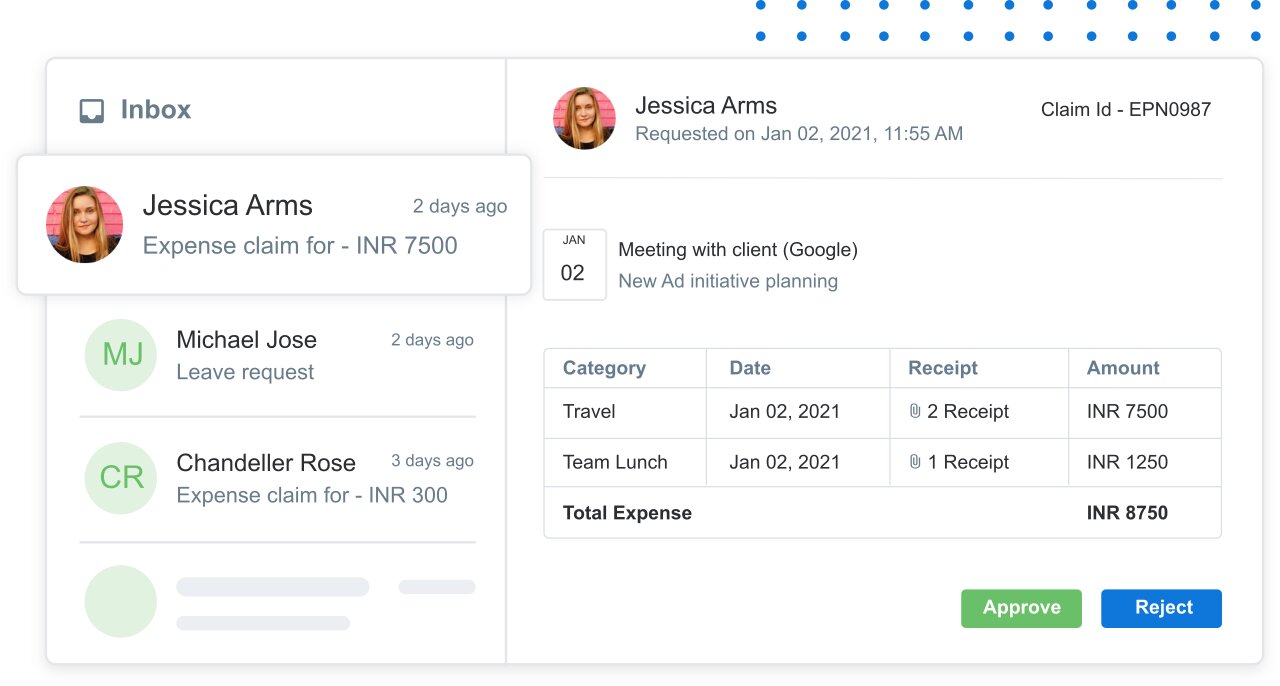 Inbox
Jessica Arms 2 days ago
Expense claim for - INR 7500
MJ Michael Jose 2 days ago
Leave request
CR Chandeller Rose 3 days ago
Expense claim for - INR 300
Jessica Arms Claim Id - EPN0987
Requested on Jan 02, 2021, 11:55 AM
JAN
02
Meeting with client (Google)
New Ad initiative planning
Category Date Receipt Amount
Travel Jan 02, 2021 2 Receipt INR 7500
Team Lunch Jan 02, 2021 1 Receipt INR 1250
Total Expense INR 8750
Approve Reject